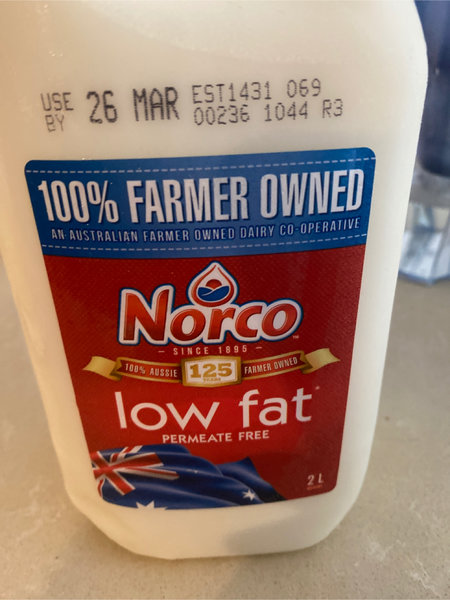 USE BY 26 MAR EST1431 069
00236 1044 R3
100% FARMER OWNED
AN AUSTRALIAN FARMER OWNED DAIRY CO-OPERATIVE
Norco
SINCE 1895
100% AUSSIE 125 YEARS FARMER OWNED
low fat
PERMEATE FREE
2 L